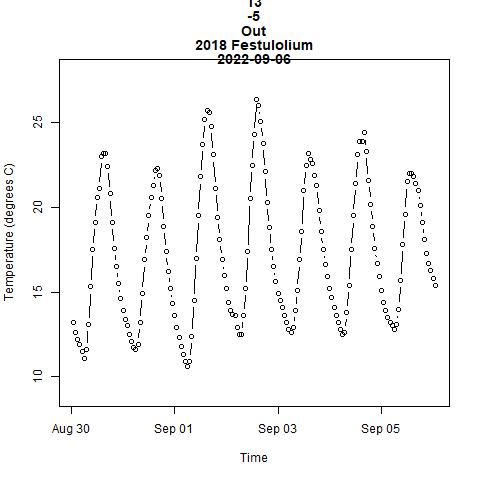 13
-5
Out
2018 Festulolium
2022-09-06
Temperature (degrees C)
25
20
15
10
Aug 30
Sep 01
Sep 03
Sep 05
Time